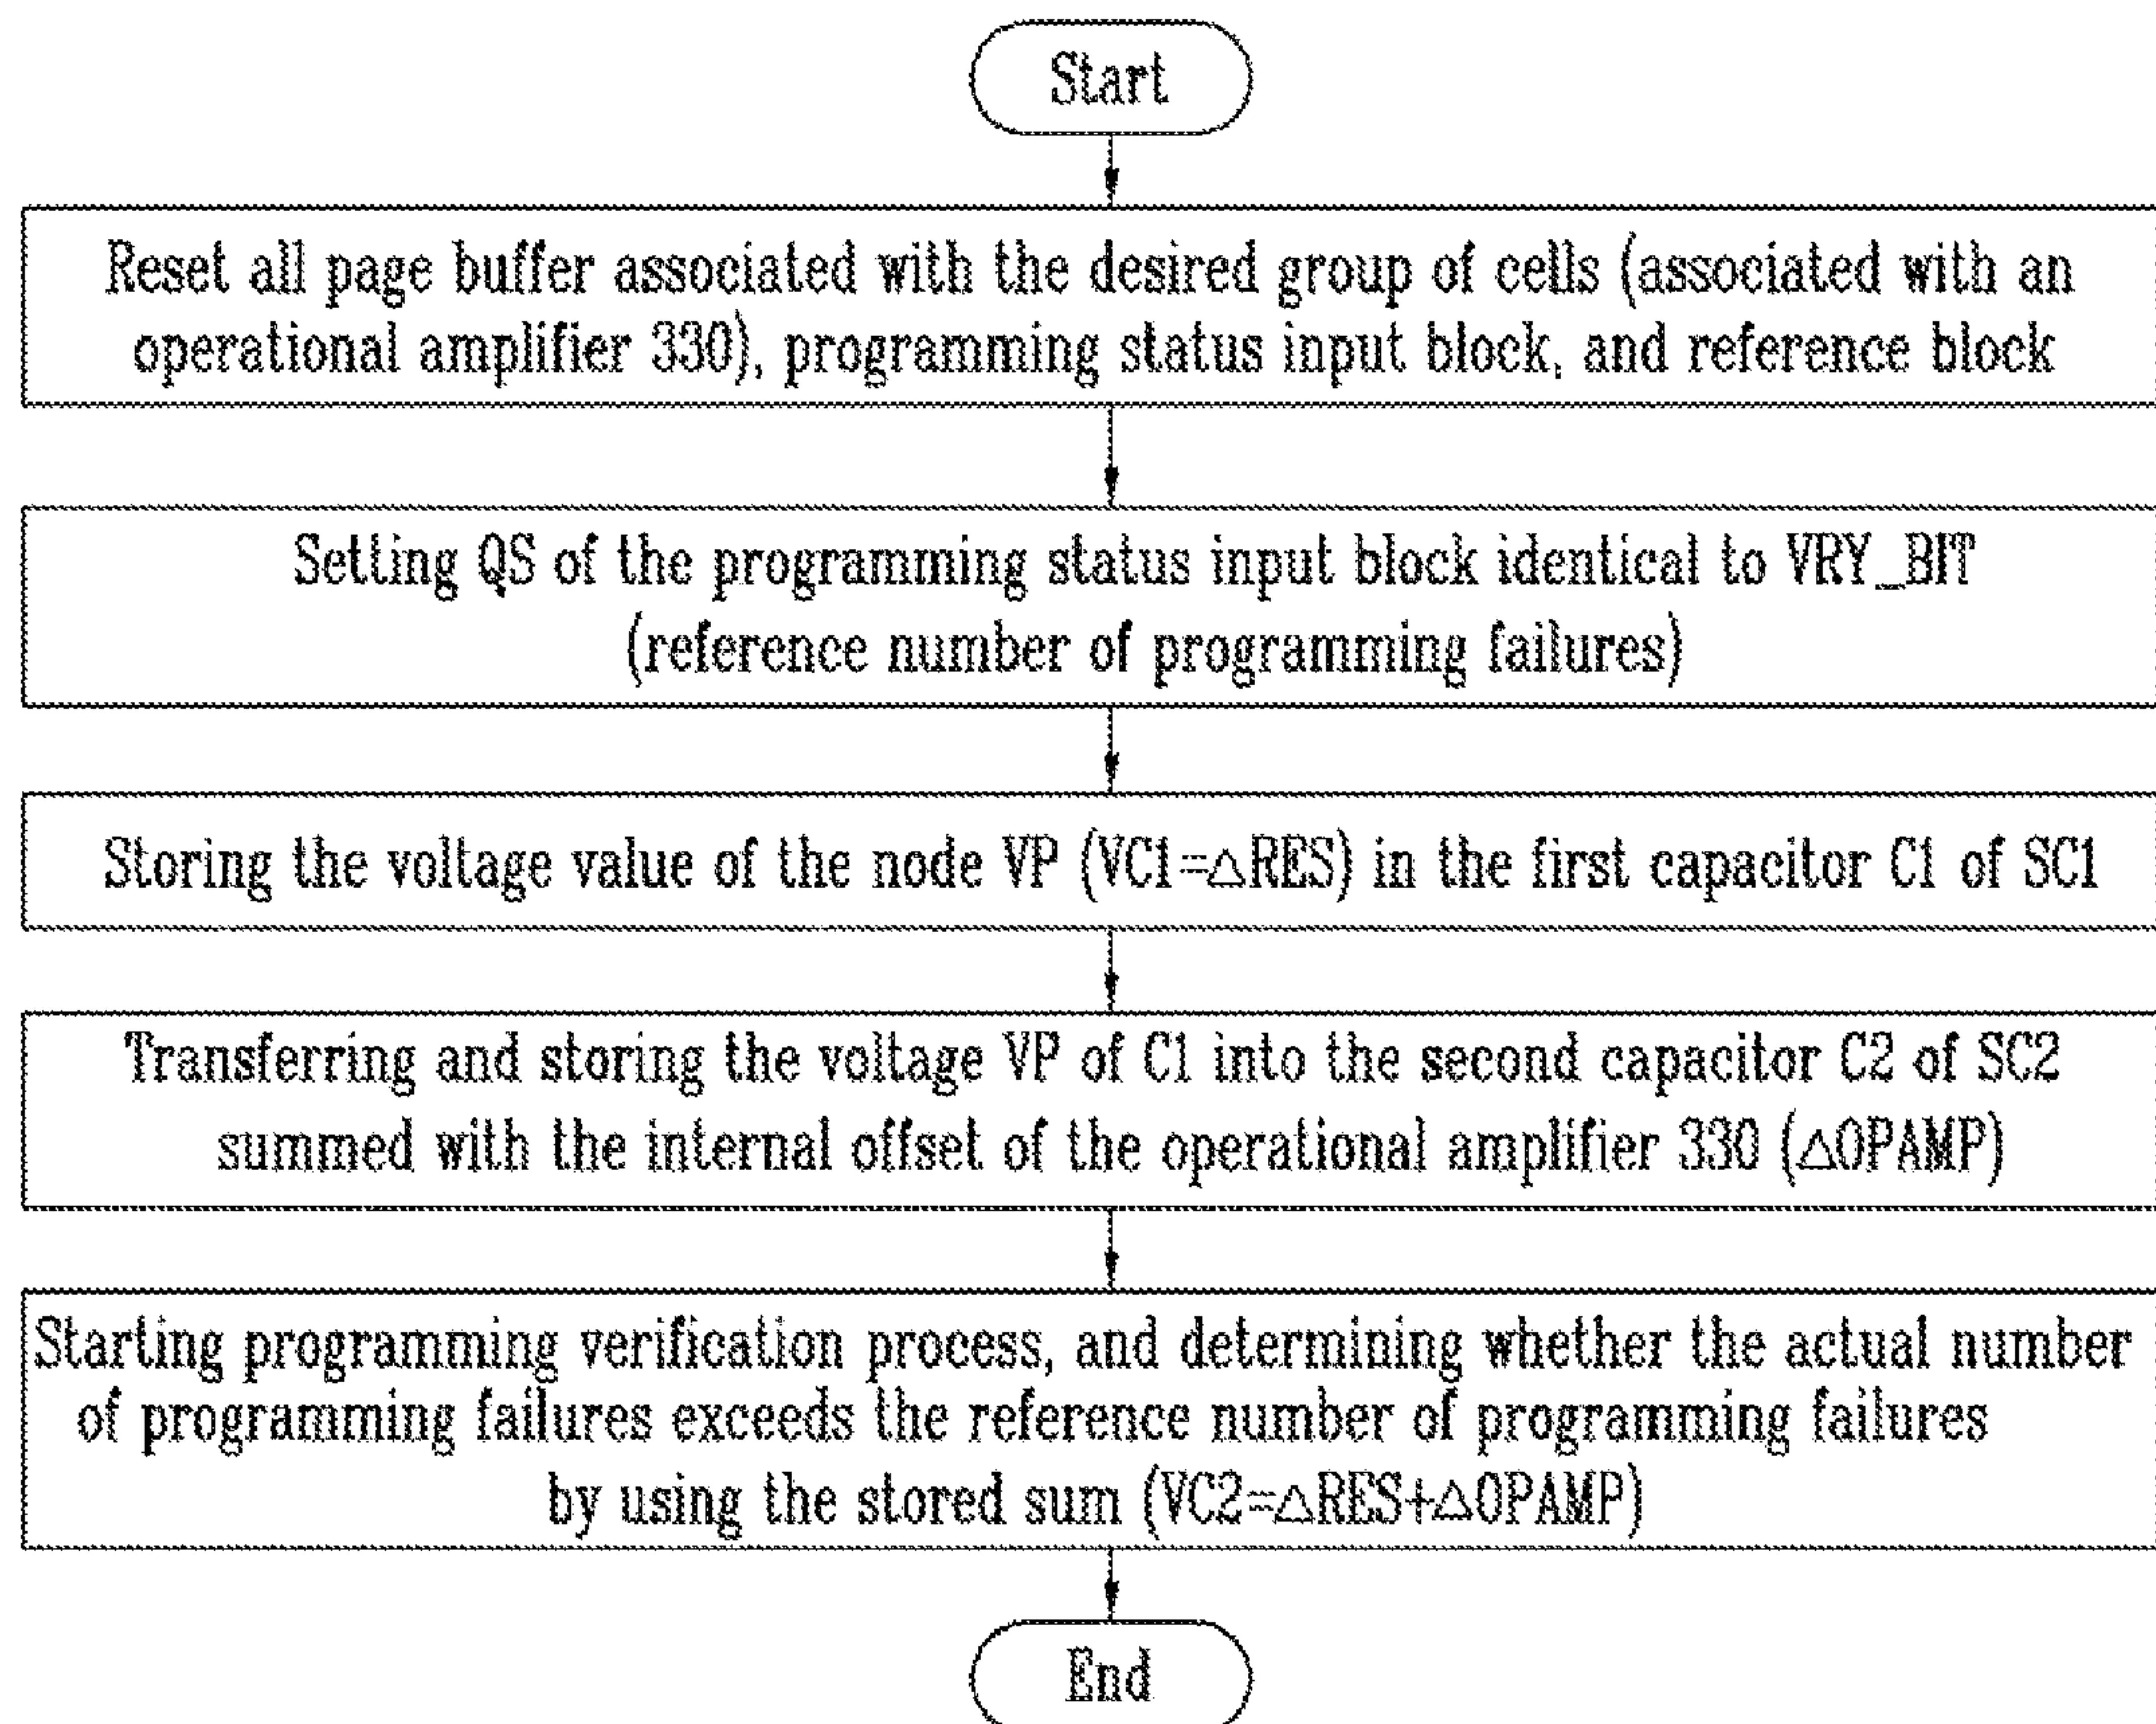 Start
Reset all page buffer associated with the desired group of cells (associated with an
operational amplifier 330), programming status input block, and reference block
Setting QS of the programming status input block identical to VRY_BIT
(reference number of programming failures)
Storing the voltage value of the node VP (VC1=△RES) in the first capacitor C1 of SC1
Transferring and storing the voltage VP of C1 into the second capacitor C2 of SC2
summed with the internal offset of the operational amplifier 330 (△OPAMP)
Starting programming verification process, and determining whether the actual number
of programming failures exceeds the reference number of programming failures
by using the stored sum (VC2=△RES+△OPAMP)
End